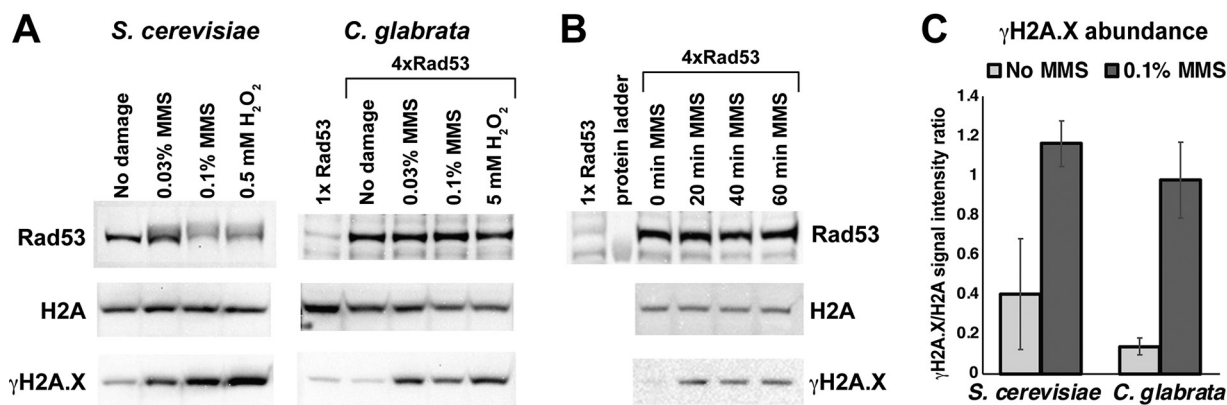 A
S. cerevisiae
C. glabrata
4xRad53
No damage
0.03% MMS
0.1% MMS
0.5 mM H2O2
1x Rad53
No damage
0.03% MMS
0.1% MMS
5 mM H2O2
Rad53
H2A
γH2A.X
B
4xRad53
1x Rad53
protein ladder
0 min MMS
20 min MMS
40 min MMS
60 min MMS
Rad53
H2A
γH2A.X
C
γH2A.X abundance
No MMS
0.1% MMS
γH2A.X/H2A signal intensity ratio
1.4
1.2
1
0.8
0.6
0.4
0.2
0
S. cerevisiae
C. glabrata